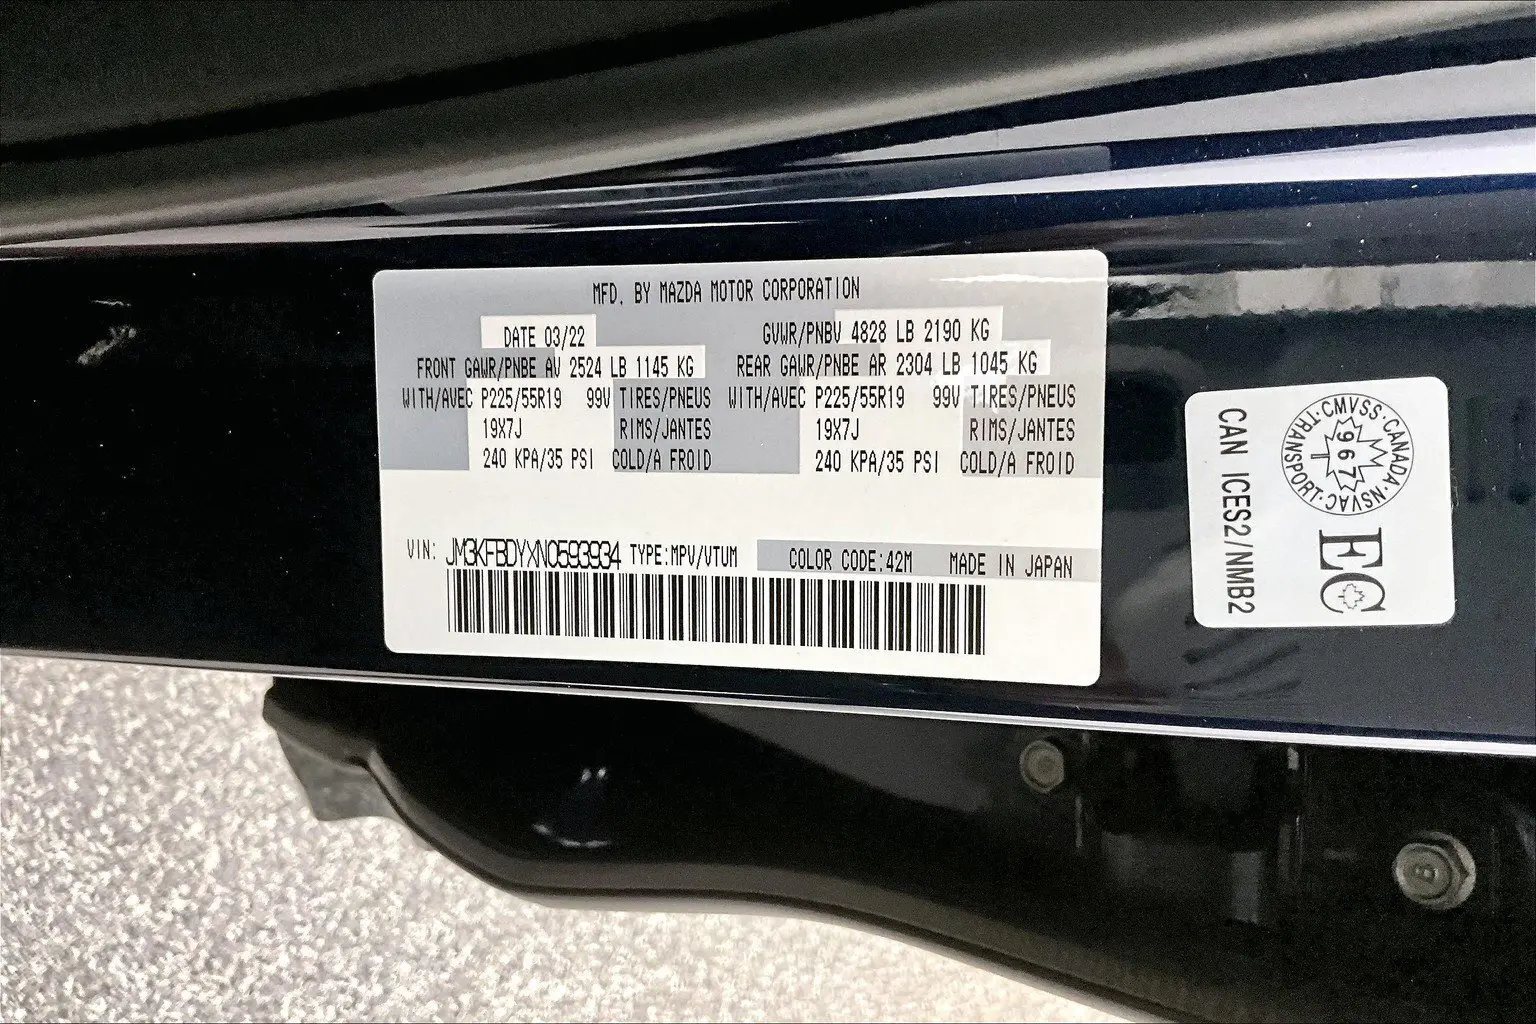 MFD. BY MAZDA MOTOR CORPORATION
DATE 03/22 GVWR/PNBV 4828 LB 2190 KG
FRONT GAWR/PNBE AV 2524 LB 1145 KG REAR GAWR/PNBE AR 2304 LB 1045 KG
WITH/AVEC P225/55R19 99V TIRES/PNEUS WITH/AVEC P225/55R19 99V TIRES/PNEUS
19X7J RIMS/JANTES 19X7J RIMS/JANTES
240 KPA/35 PSI COLD/A FROID 240 KPA/35 PSI COLD/A FROID
VIN: JM3KFBDYXN0593934 TYPE:MPV/VTUM COLOR CODE:42M MADE IN JAPAN
TRANSPORT·CMVSS·CANADA·NSVAC·
967
T
EC
CAN ICES2/NMB2